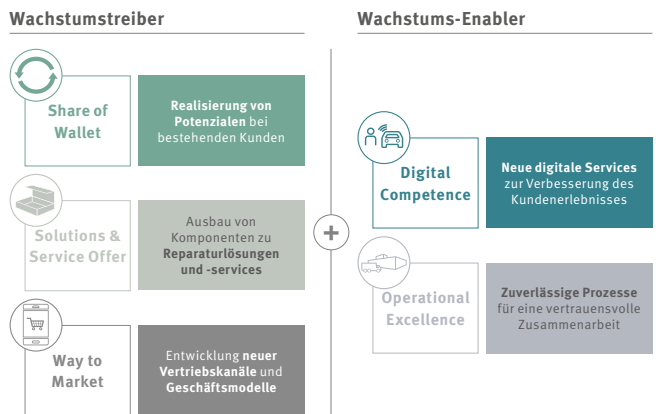 Wachstumstreiber
Share of
Wallet
Realisierung von
Potenzialen bei
bestehenden Kunden
Solutions &
Service Offer
Ausbau von
Komponenten zu
Reparaturlösungen
und -services
Way to
Market
Entwicklung neuer
Vertriebskanäle und
Geschäftsmodelle
+
Wachstums-Enabler
Digital
Competence
Neue digitale Services
zur Verbesserung des
Kundenerlebnisses
Operational
Excellence
Zuverlässige Prozesse
für eine vertrauensvolle
Zusammenarbeit